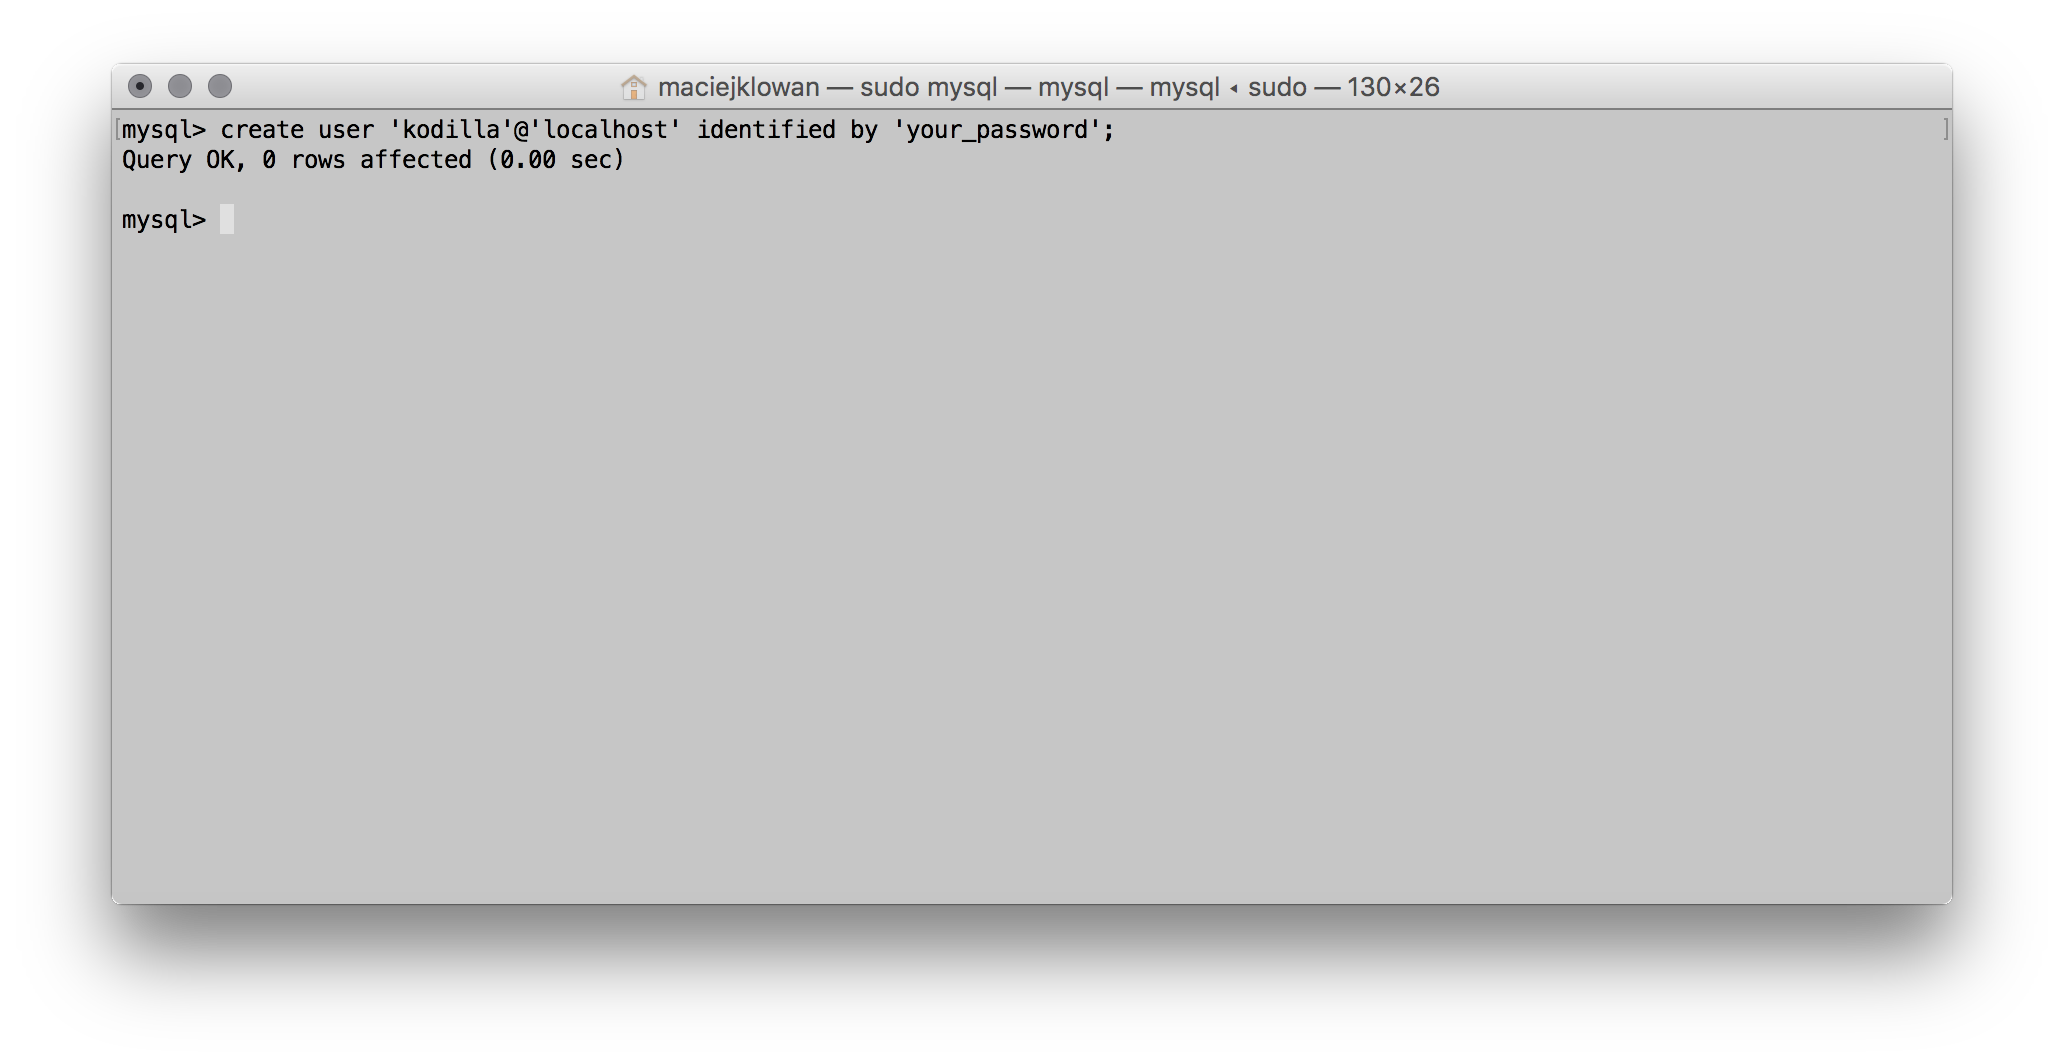 maciejklowan — sudo mysql — mysql — mysql ◂ sudo — 130×26
[mysql> create user 'kodilla'@'localhost' identified by 'your_password'; ]
Query OK, 0 rows affected (0.00 sec)
mysql>